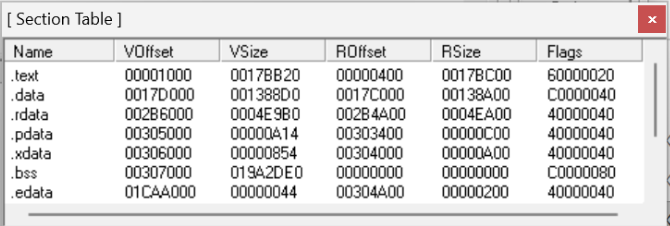 [ Section Table ]
Name VOffset VSize ROffset RSize Flags
.text 00001000 0017BB20 00000400 0017BC00 60000020
.data 0017D000 001388D0 0017C000 00138A00 C0000040
.rdata 002B6000 0004E9B0 002B4A00 0004EA00 40000040
.pdata 00305000 00000A14 00303400 00000C00 40000040
.xdata 00306000 00000854 00304000 00000A00 40000040
.bss 00307000 019A2DE0 00000000 00000000 C0000080
.edata 01CAA000 00000044 00304A00 00000200 40000040